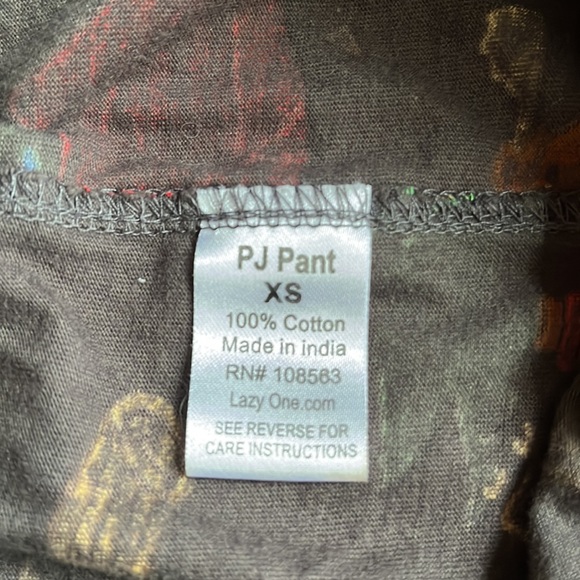 PJ Pant
XS
100% Cotton
Made in india
RN# 108563
Lazy One.com
SEE REVERSE FOR
CARE INSTRUCTIONS